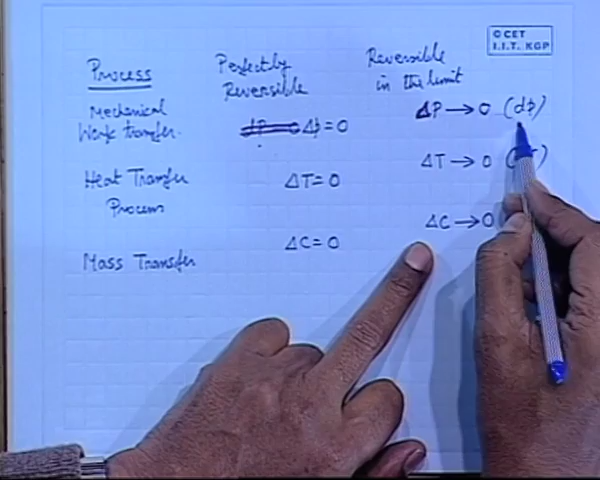 © CET
I.I.T. KGP
Process
Perfectly
Reversible
Reversible
in the limit
Mechanical
Work transfer.
Δp = 0
ΔP → 0 (dp)
Heat Transfer
Process
ΔT = 0
ΔT → 0
Mass Transfer
ΔC = 0
ΔC → 0